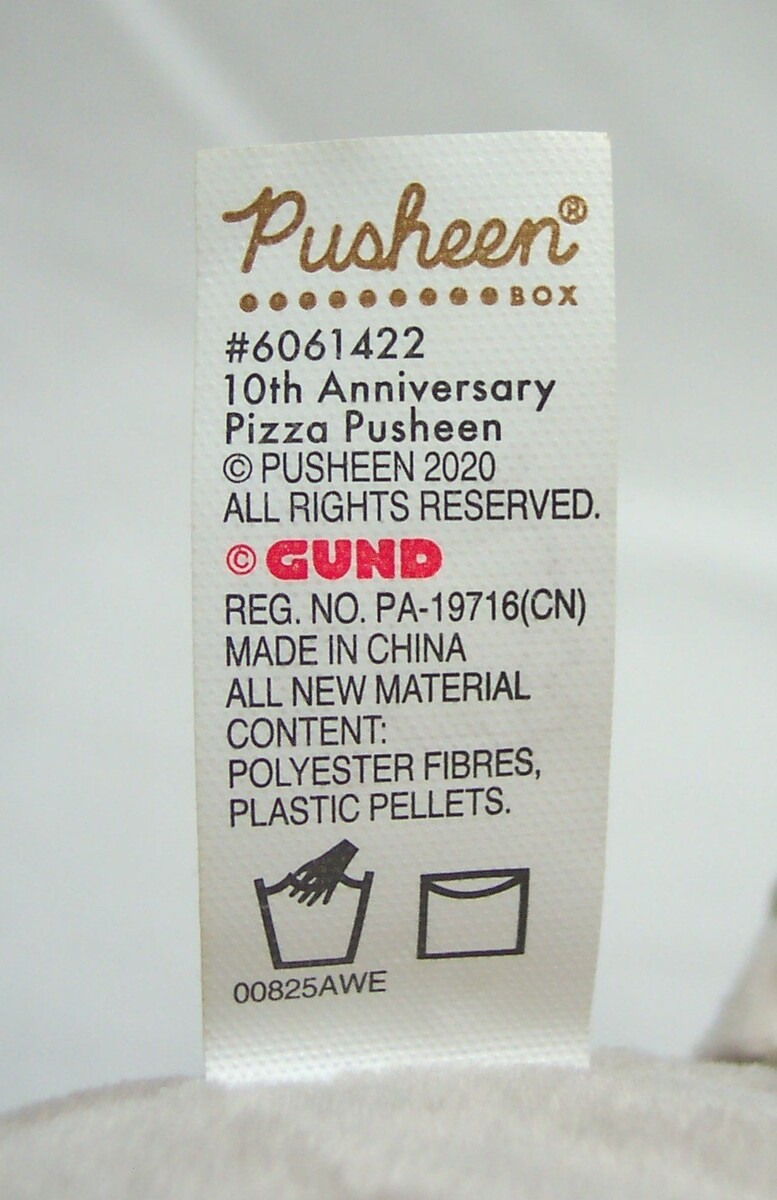 Pusheen®
BOX
#6061422
10th Anniversary
Pizza Pusheen
© PUSHEEN 2020
ALL RIGHTS RESERVED.
© GUND
REG. NO. PA-19716(CN)
MADE IN CHINA
ALL NEW MATERIAL
CONTENT:
POLYESTER FIBRES,
PLASTIC PELLETS.
00825AWE